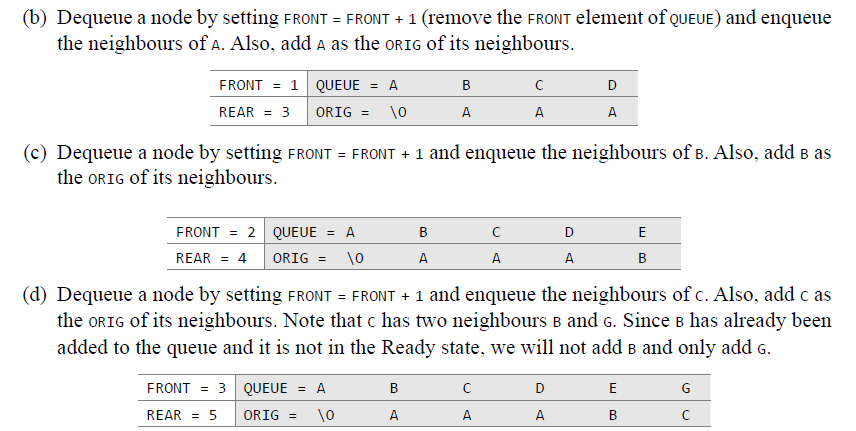 (b) Dequeue a node by setting FRONT = FRONT + 1 (remove the FRONT element of QUEUE) and enqueue
the neighbours of A. Also, add A as the ORIG of its neighbours.
FRONT = 1 QUEUE = A B C D
REAR = 3 ORIG = \0 A A A
(c) Dequeue a node by setting FRONT = FRONT + 1 and enqueue the neighbours of B. Also, add B as
the ORIG of its neighbours.
FRONT = 2 QUEUE = A B C D E
REAR = 4 ORIG = \0 A A A B
(d) Dequeue a node by setting FRONT = FRONT + 1 and enqueue the neighbours of C. Also, add C as
the ORIG of its neighbours. Note that C has two neighbours B and G. Since B has already been
added to the queue and it is not in the Ready state, we will not add B and only add G.
FRONT = 3 QUEUE = A B C D E G
REAR = 5 ORIG = \0 A A A B C